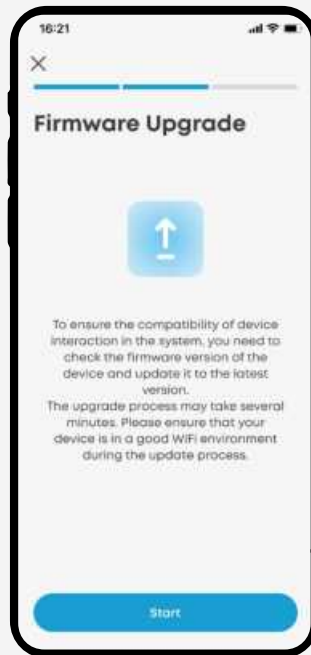 16:21
Firmware Upgrade
To ensure the compatibility of device
interaction in the system, you need to
check the firmware version of the
device and update it to the latest
version.
The upgrade process may take several
minutes. Please ensure that your
device is in a good WiFi environment
during the update process.
Start